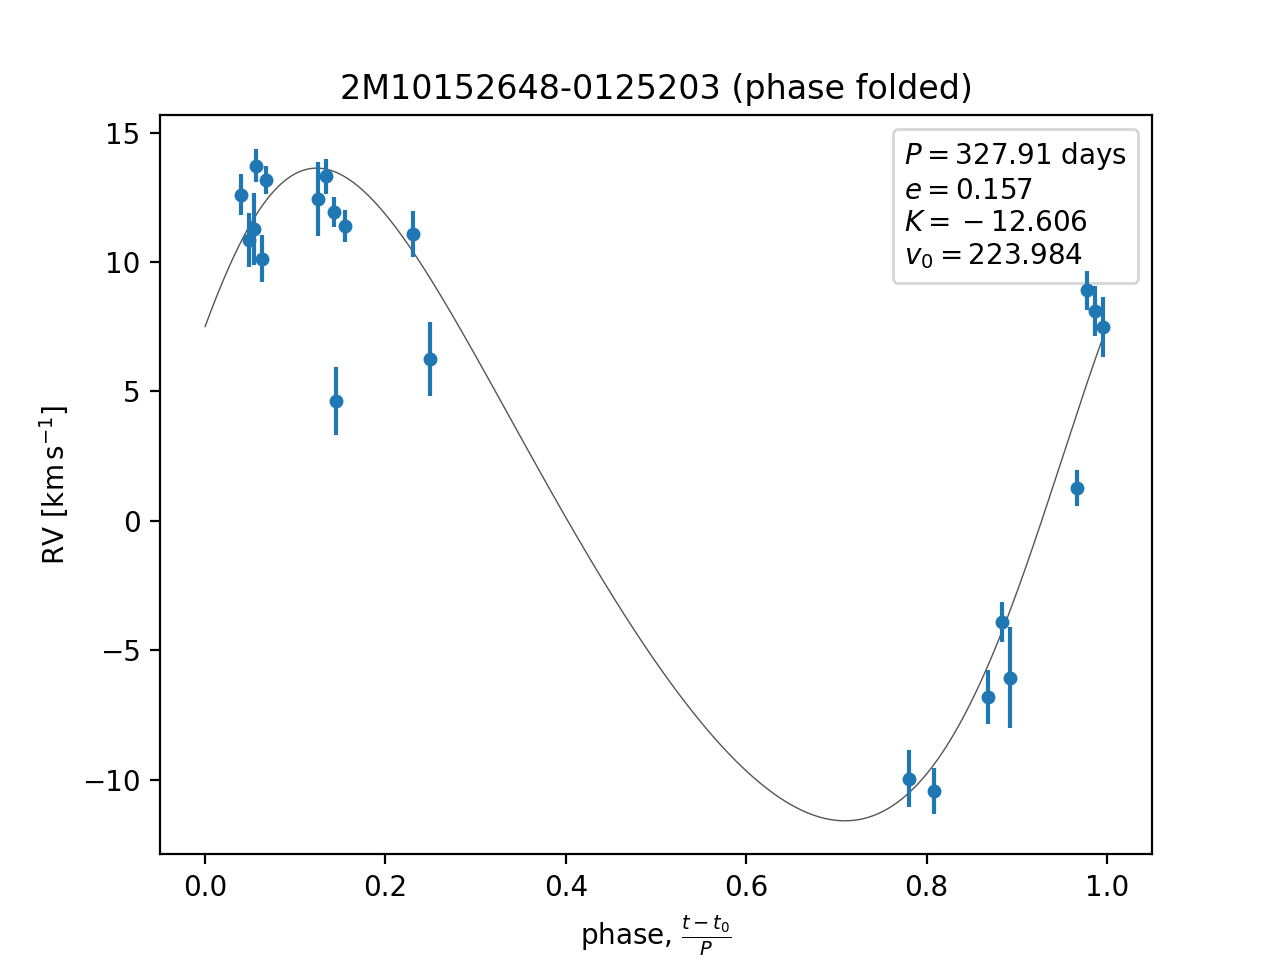 2M10152648-0125203 (phase folded)
P = 327.91 days
e = 0.157
K = −12.606
v₀ = 223.984
15
10
5
0
−5
−10
RV [km s⁻¹]
0.0 0.2 0.4 0.6 0.8 1.0
phase, (t − t₀)/P